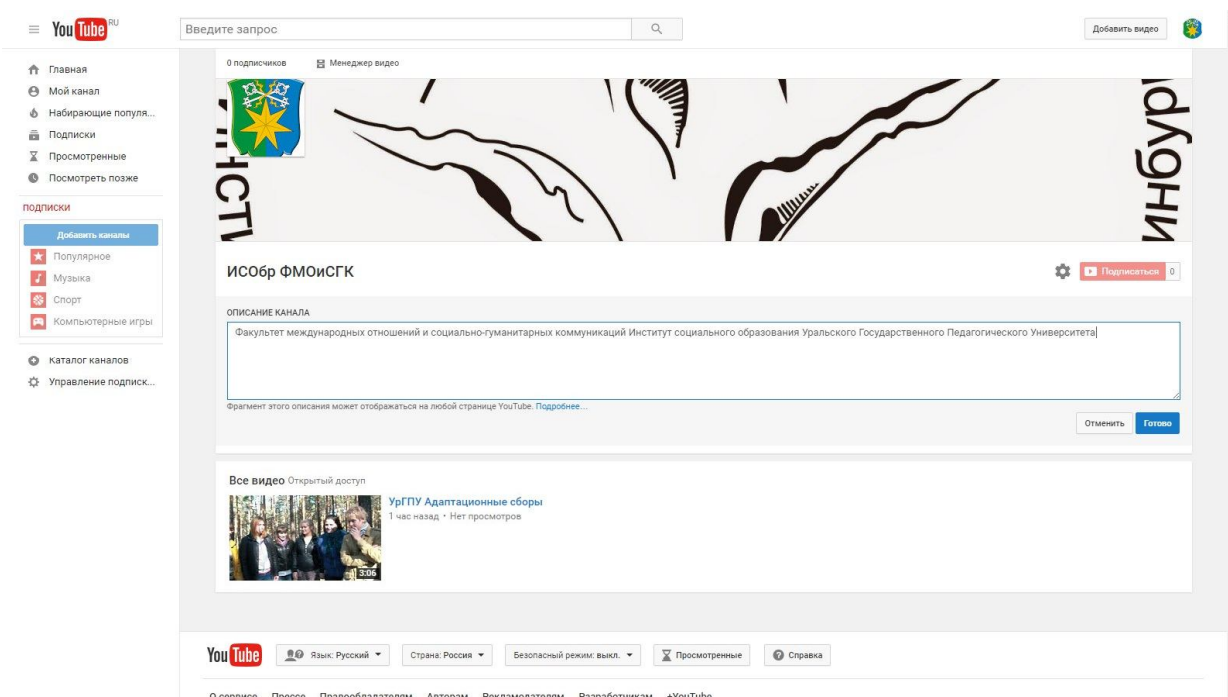 YouTube RU
Введите запрос
Добавить видео
Главная
Мой канал
Набирающие популя...
Подписки
Просмотренные
Посмотреть позже
ПОДПИСКИ
Добавить каналы
Популярное
Музыка
Спорт
Компьютерные игры
Каталог каналов
Управление подписк...
0 подписчиков
Менеджер видео
инбург
ИСОбр ФМОиСГК
Подписаться 0
ОПИСАНИЕ КАНАЛА
Факультет международных отношений и социально-гуманитарных коммуникаций Институт социального образования Уральского Государственного Педагогического Университета
Фрагмент этого описания может отображаться на любой странице YouTube. Подробнее...
Отменить
Готово
Все видео Открытый доступ
3:06
УрГПУ Адаптационные сборы
1 час назад • Нет просмотров
YouTube
Язык: Русский
Страна: Россия
Безопасный режим: выкл.
Просмотренные
Справка
О сервисе Прессе Правообладателям Авторам Рекламодателям Разработчикам +YouTube